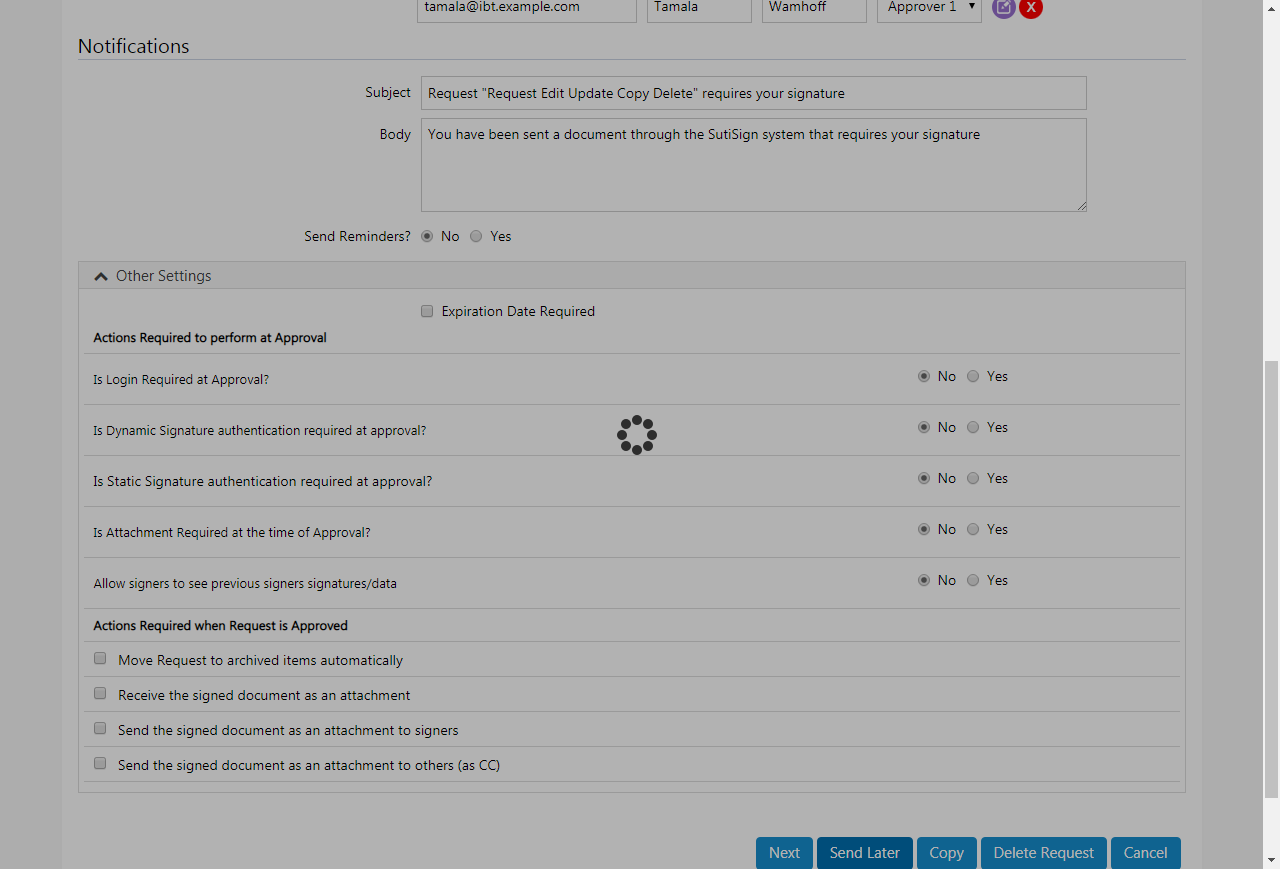 tamala@ibt.example.com Tamala Wamhoff Approver 1 X
Notifications
Subject Request "Request Edit Update Copy Delete" requires your signature
Body You have been sent a document through the SutiSign system that requires your signature
Send Reminders? No Yes
Other Settings
Expiration Date Required
Actions Required to perform at Approval
Is Login Required at Approval? No Yes
Is Dynamic Signature authentication required at approval? No Yes
Is Static Signature authentication required at approval? No Yes
Is Attachment Required at the time of Approval? No Yes
Allow signers to see previous signers signatures/data No Yes
Actions Required when Request is Approved
Move Request to archived items automatically
Receive the signed document as an attachment
Send the signed document as an attachment to signers
Send the signed document as an attachment to others (as CC)
Next Send Later Copy Delete Request Cancel